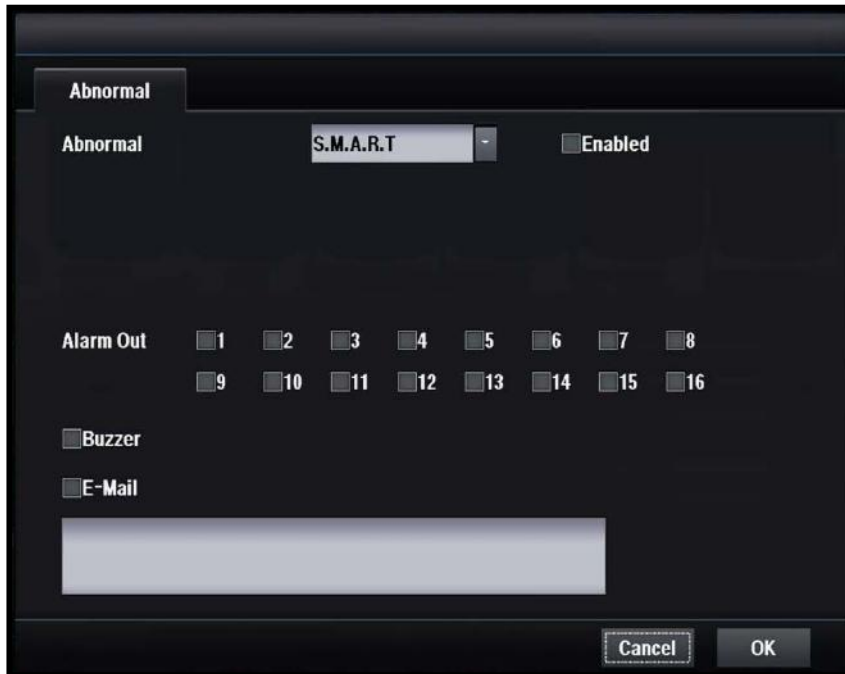 Abnormal
Abnormal S.M.A.R.T Enabled
Alarm Out 1 2 3 4 5 6 7 8
9 10 11 12 13 14 15 16
Buzzer
E-Mail
Cancel OK